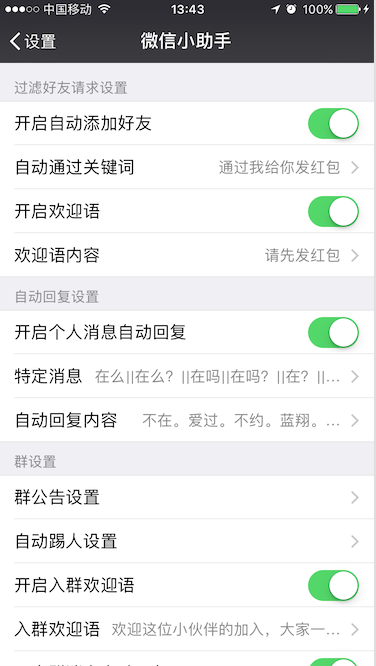 中国移动 13:43 100%
设置 微信小助手
过滤好友请求设置
开启自动添加好友
自动通过关键词 通过我给你发红包
开启欢迎语
欢迎语内容 请先发红包
自动回复设置
开启个人消息自动回复
特定消息 在么||在么？||在吗||在吗？||在？||...
自动回复内容 不在。爱过。不约。蓝翔。...
群设置
群公告设置
自动踢人设置
开启入群欢迎语
入群欢迎语 欢迎这位小伙伴的加入，大家一...